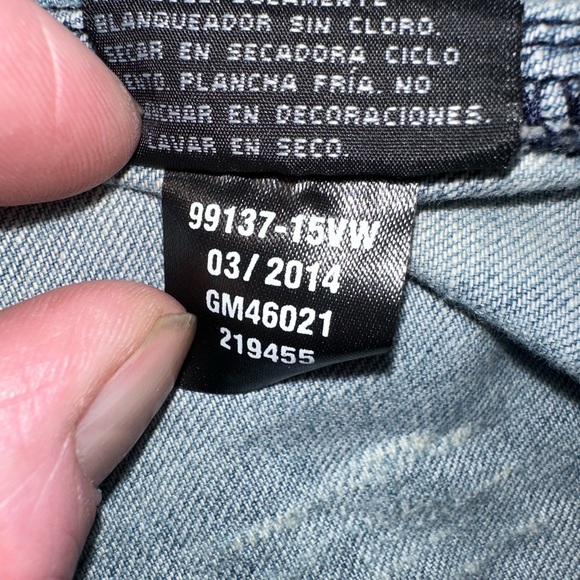 SOLAMENTE
BLANQUEADOR SIN CLORO.
SECAR EN SECADORA CICLO
PLANCHA FRÍA. NO
EN DECORACIONES.
LAVAR EN SECO.
99137-15VW
03/2014
GM46021
219455